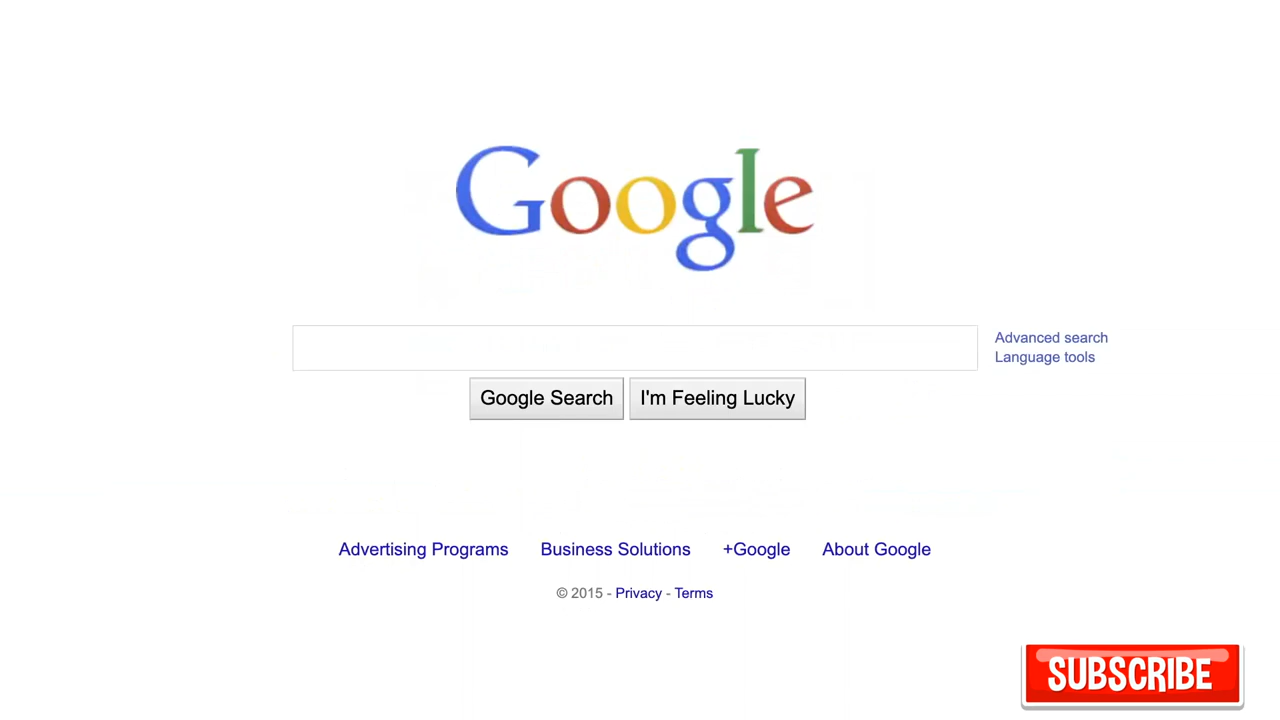 Google
Advanced search
Language tools
Google Search I'm Feeling Lucky
Advertising Programs Business Solutions +Google About Google
© 2015 - Privacy - Terms
SUBSCRIBE